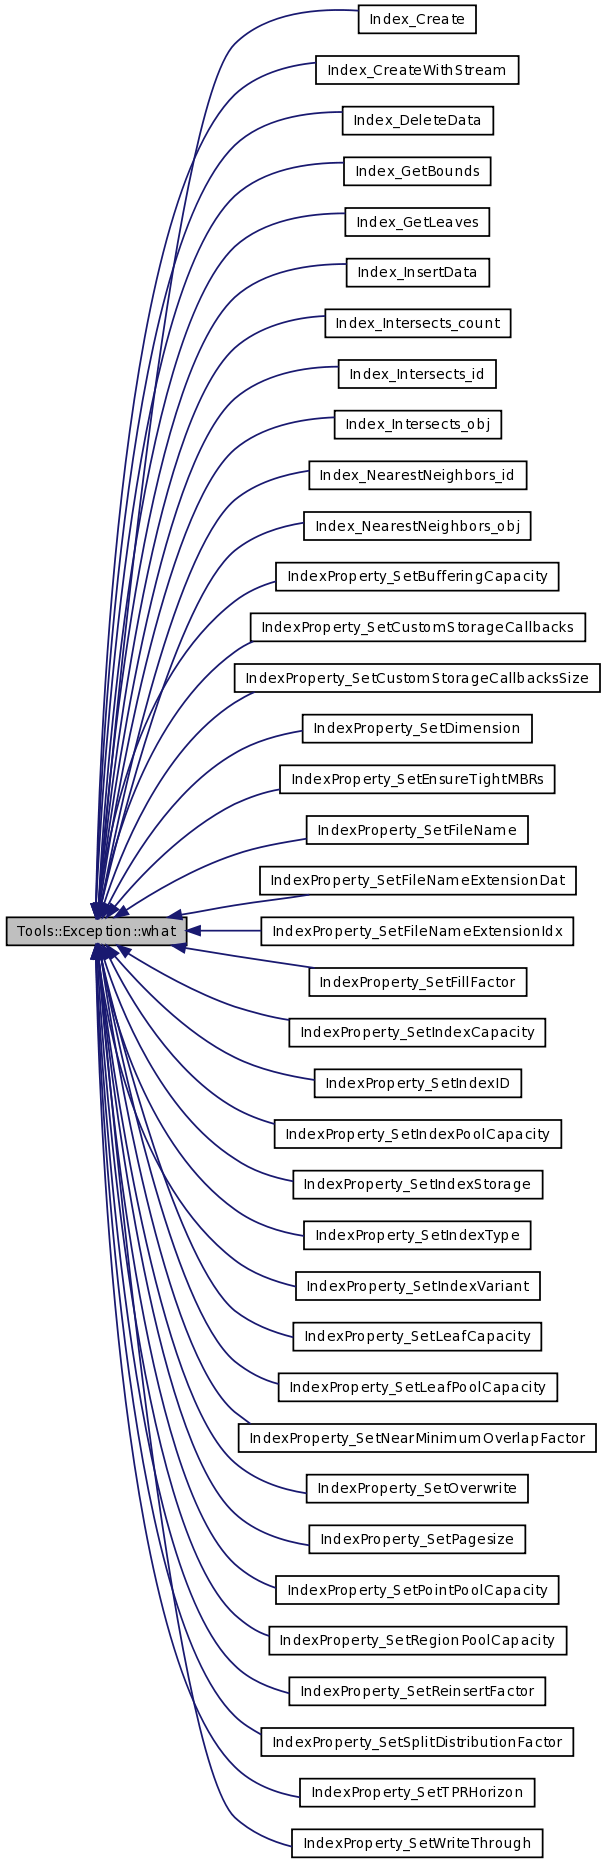 Index_Create
Index_CreateWithStream
Index_DeleteData
Index_GetBounds
Index_GetLeaves
Index_InsertData
Index_Intersects_count
Index_Intersects_id
Index_Intersects_obj
Index_NearestNeighbors_id
Index_NearestNeighbors_obj
IndexProperty_SetBufferingCapacity
IndexProperty_SetCustomStorageCallbacks
IndexProperty_SetCustomStorageCallbacksSize
IndexProperty_SetDimension
IndexProperty_SetEnsureTightMBRs
IndexProperty_SetFileName
IndexProperty_SetFileNameExtensionDat
Tools::Exception::what
IndexProperty_SetFileNameExtensionIdx
IndexProperty_SetFillFactor
IndexProperty_SetIndexCapacity
IndexProperty_SetIndexID
IndexProperty_SetIndexPoolCapacity
IndexProperty_SetIndexStorage
IndexProperty_SetIndexType
IndexProperty_SetIndexVariant
IndexProperty_SetLeafCapacity
IndexProperty_SetLeafPoolCapacity
IndexProperty_SetNearMinimumOverlapFactor
IndexProperty_SetOverwrite
IndexProperty_SetPagesize
IndexProperty_SetPointPoolCapacity
IndexProperty_SetRegionPoolCapacity
IndexProperty_SetReinsertFactor
IndexProperty_SetSplitDistributionFactor
IndexProperty_SetTPRHorizon
IndexProperty_SetWriteThrough